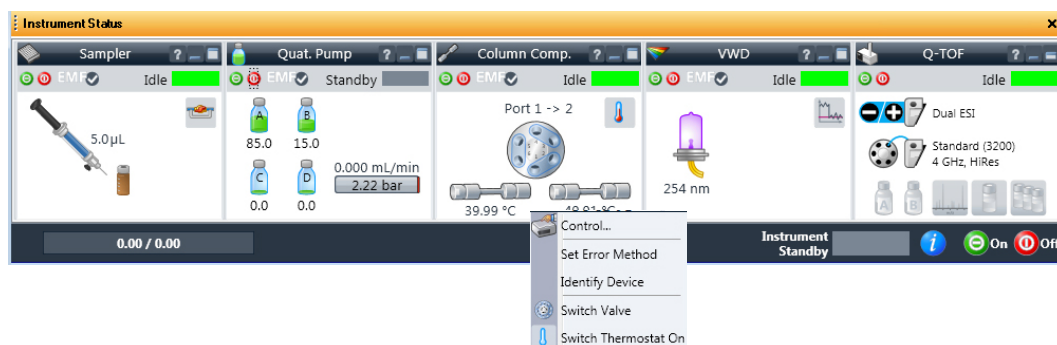 Instrument Status
Sampler ?
EMF Idle
5.0µL
Quat. Pump ?
EMF Standby
A B
85.0 15.0
C D
0.0 0.0
0.000 mL/min
2.22 bar
Column Comp. ?
EMF Idle
Port 1 -> 2
39.99 °C
VWD ?
EMF Idle
254 nm
Q-TOF ?
Idle
Dual ESI
Standard (3200)
4 GHz, HiRes
A B
0.00 / 0.00
Instrument
Standby
On Off
Control...
Set Error Method
Identify Device
Switch Valve
Switch Thermostat On